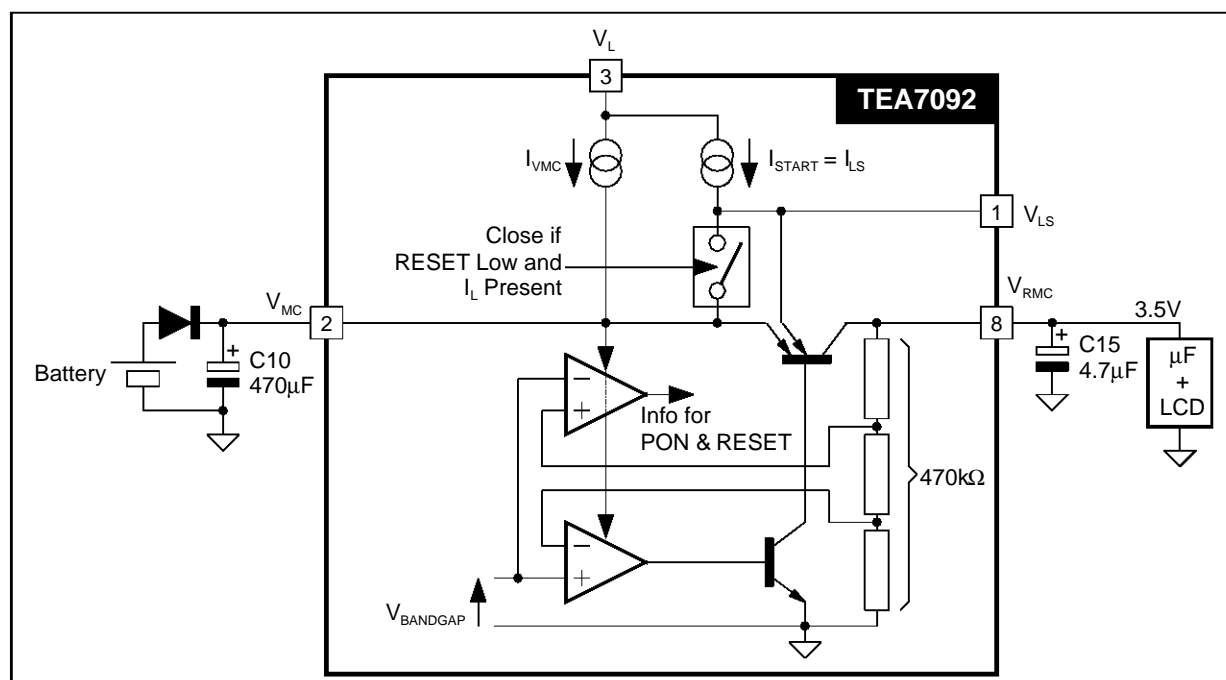 V_L
3
TEA7092
I_VMC
I_START = I_LS
1
V_LS
Close if
RESET Low and
I_L Present
V_MC
2
V_RMC
8
3.5V
Battery
+
C10
470µF
+
C15
4.7µF
µF
+
LCD
−
+
Info for
PON & RESET
470kΩ
−
+
V_BANDGAP